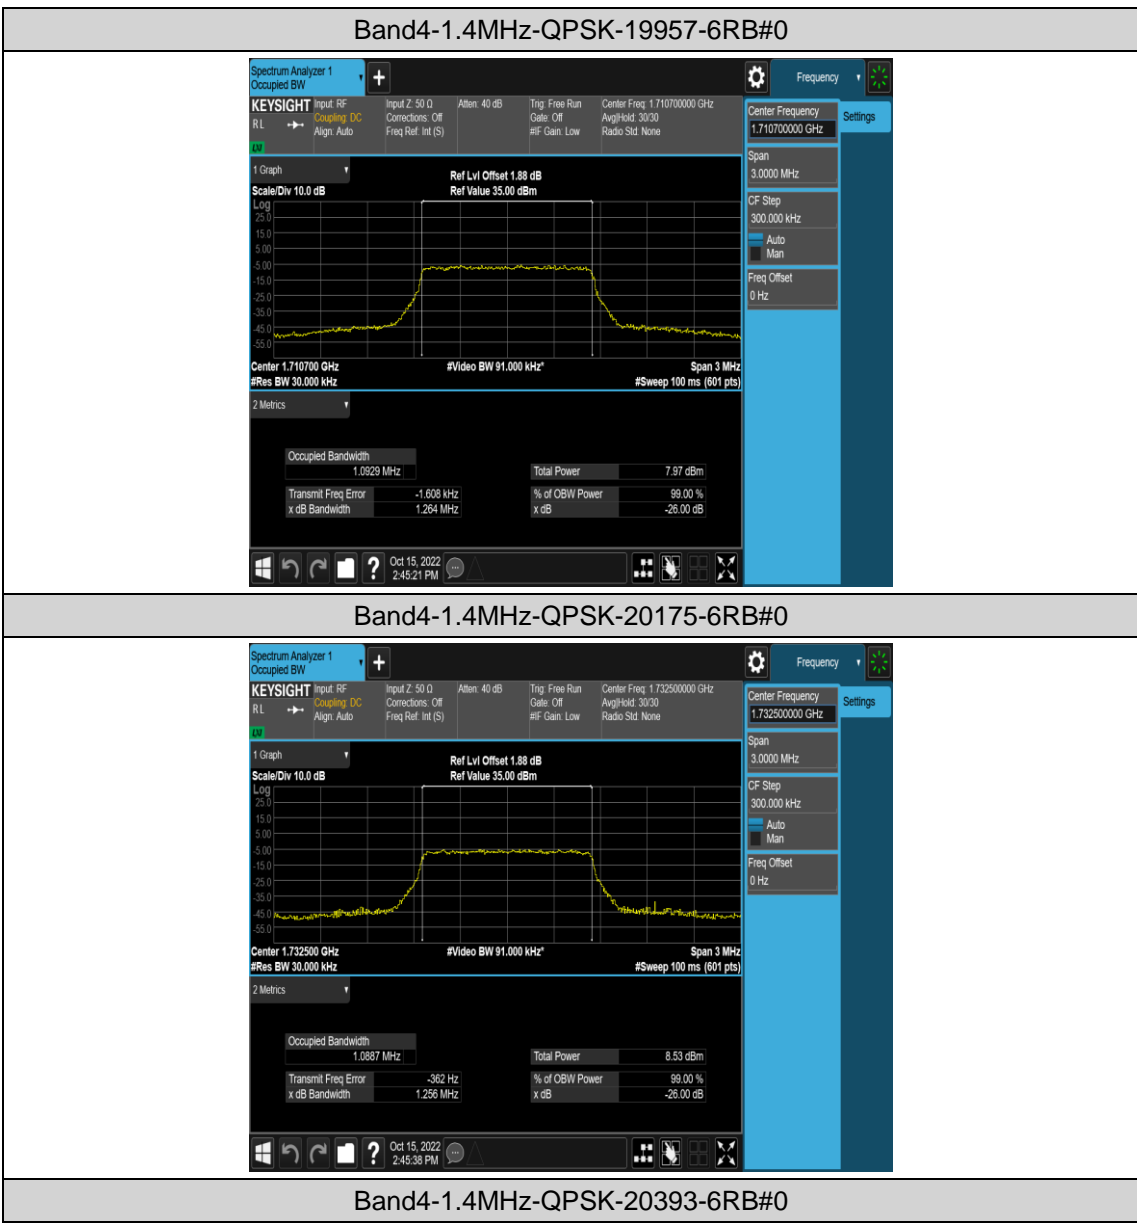 Band4-1.4MHz-QPSK-19957-6RB#0
Spectrum Analyzer 1
Occupied BW
Frequency
KEYSIGHT
RL
LXI
Input: RF
Coupling: DC
Align: Auto
Input Z: 50 Ω
Corrections: Off
Freq Ref: Int (S)
Atten: 40 dB
Trig: Free Run
Gate: Off
#IF Gain: Low
Center Freq: 1.710700000 GHz
Avg|Hold: 30/30
Radio Std: None
Center Frequency
1.710700000 GHz
Settings
Span
3.0000 MHz
CF Step
300.000 kHz
Auto
Man
Freq Offset
0 Hz
1 Graph
Scale/Div 10.0 dB
Ref Lvl Offset 1.88 dB
Ref Value 35.00 dBm
Log
25.0
15.0
5.00
-5.00
-15.0
-25.0
-35.0
-45.0
-55.0
Center 1.710700 GHz
#Res BW 30.000 kHz
#Video BW 91.000 kHz*
Span 3 MHz
#Sweep 100 ms (601 pts)
2 Metrics
Occupied Bandwidth
1.0929 MHz
Total Power 7.97 dBm
Transmit Freq Error -1.608 kHz
% of OBW Power 99.00 %
x dB Bandwidth 1.264 MHz
x dB -26.00 dB
Oct 15, 2022
2:45:21 PM
Band4-1.4MHz-QPSK-20175-6RB#0
Spectrum Analyzer 1
Occupied BW
Frequency
KEYSIGHT
RL
LXI
Input: RF
Coupling: DC
Align: Auto
Input Z: 50 Ω
Corrections: Off
Freq Ref: Int (S)
Atten: 40 dB
Trig: Free Run
Gate: Off
#IF Gain: Low
Center Freq: 1.732500000 GHz
Avg|Hold: 30/30
Radio Std: None
Center Frequency
1.732500000 GHz
Settings
Span
3.0000 MHz
CF Step
300.000 kHz
Auto
Man
Freq Offset
0 Hz
1 Graph
Scale/Div 10.0 dB
Ref Lvl Offset 1.88 dB
Ref Value 35.00 dBm
Log
25.0
15.0
5.00
-5.00
-15.0
-25.0
-35.0
-45.0
-55.0
Center 1.732500 GHz
#Res BW 30.000 kHz
#Video BW 91.000 kHz*
Span 3 MHz
#Sweep 100 ms (601 pts)
2 Metrics
Occupied Bandwidth
1.0887 MHz
Total Power 8.53 dBm
Transmit Freq Error -362 Hz
% of OBW Power 99.00 %
x dB Bandwidth 1.256 MHz
x dB -26.00 dB
Oct 15, 2022
2:45:38 PM
Band4-1.4MHz-QPSK-20393-6RB#0